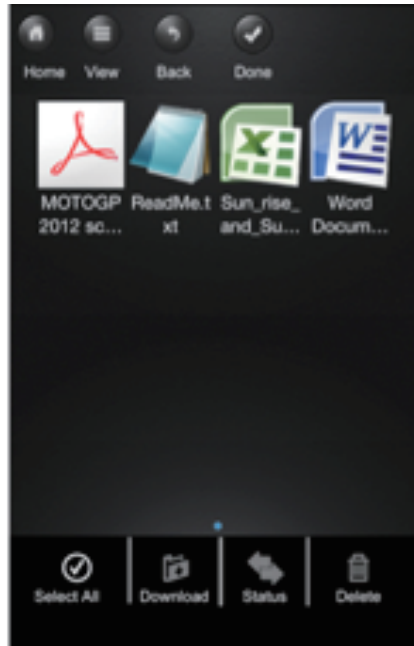 Home View Back Done
MOTOGP ReadMe.t Sun_rise_ Word
2012 sc... xt and_Su... Docum...
Select All Download Status Delete